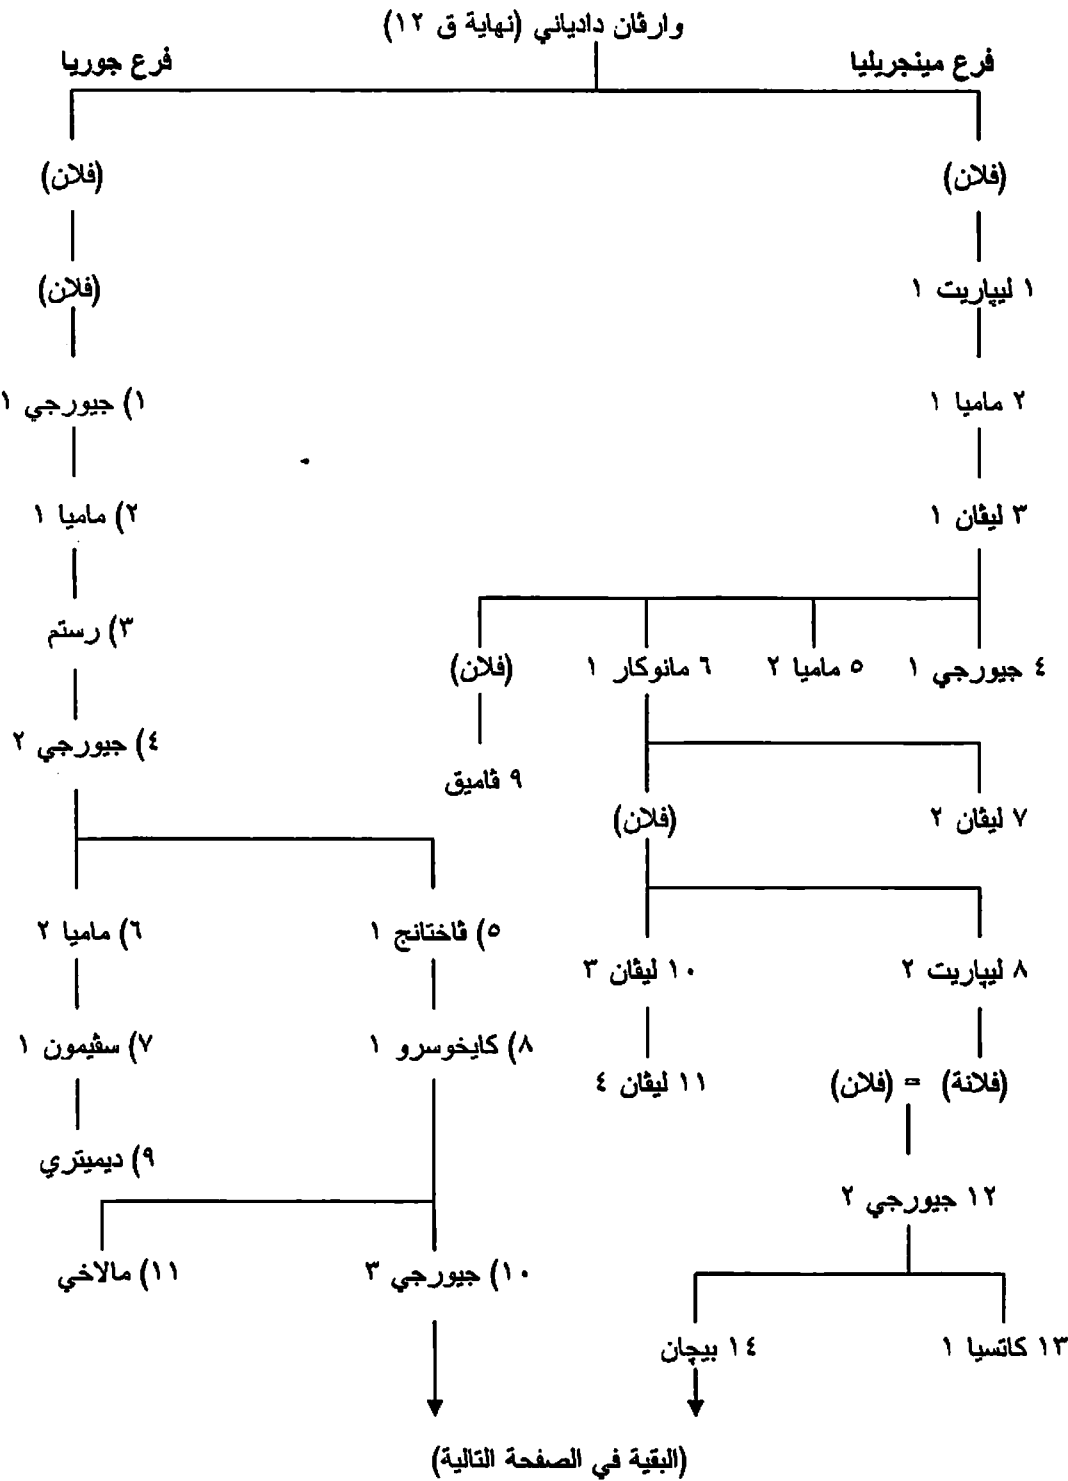 وارڤان داديانى (نهاية ق ١٢)
فرع مينجريليا
فرع جوريا
(فلان)
(فلان)
١ ليپاريت ١
(فلان)
٢ ماميا ١
١) جيورجي ١
٣ ليڤان ١
٢) ماميا ١
٣) رستم
٤ جيورجي ١
٥ ماميا ٢
٦ مانوكار ١
(فلان)
٤) جيورجي ٢
٩ ڤاميق
٧ ليڤان ٢
(فلان)
٥) ڤاختانج ١
٦) ماميا ٢
٨ ليپاريت ٢
١٠ ليڤان ٣
٨) كايخوسرو ١
٧) سڤيمون ١
(فلانة) = (فلان)
١١ ليڤان ٤
٩) ديميتري
١٢ جيورجي ٢
١٠) جيورجي ٣
١١) مالاخي
١٣ كاتسيا ١
١٤ بيچان
(البقية في الصفحة التالية)